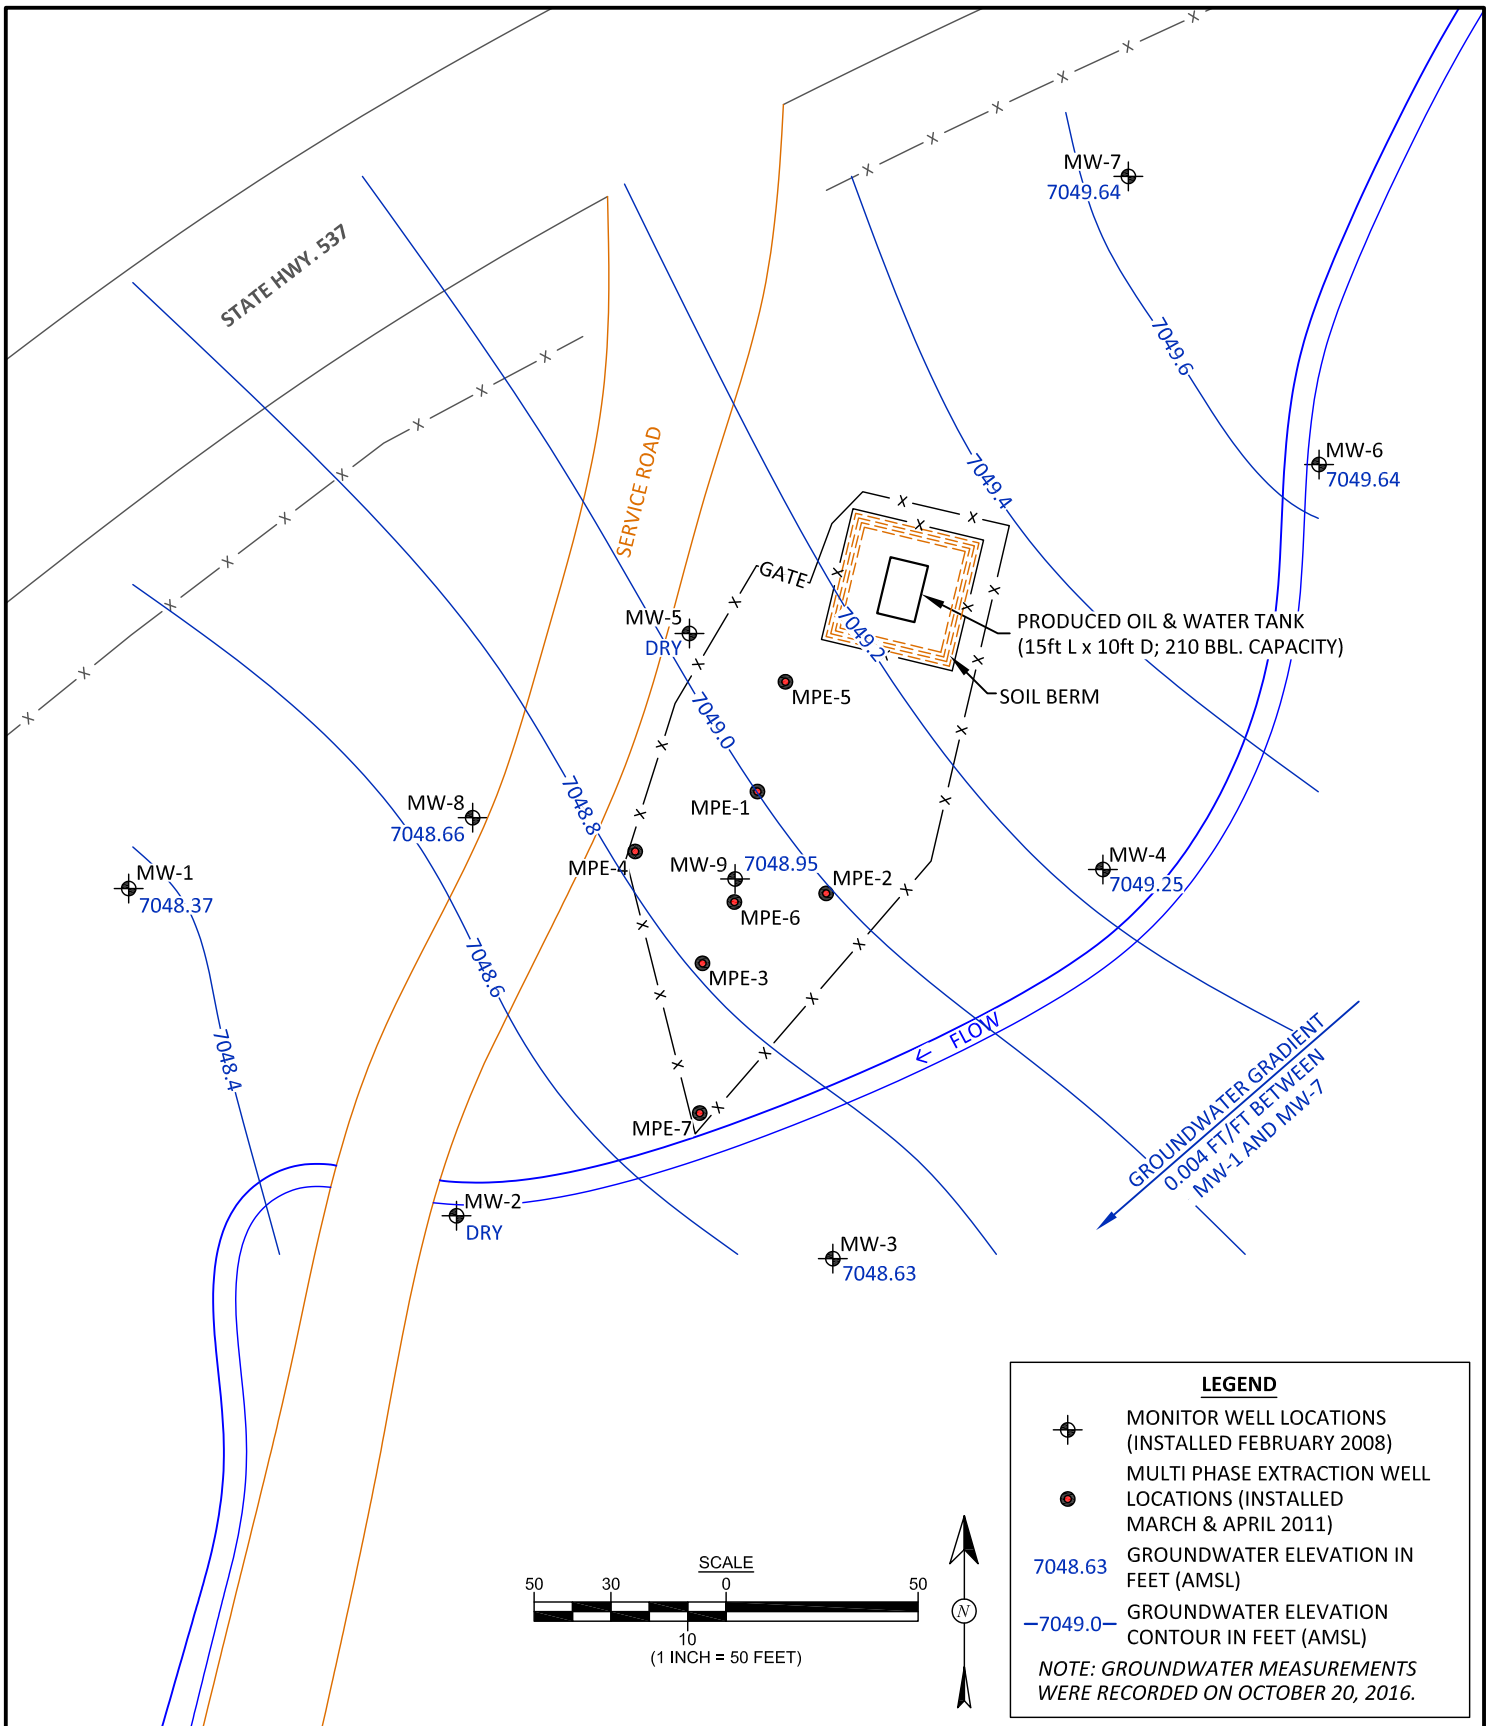 MW-7
7049.64
STATE HWY. 537
7049.6
SERVICE ROAD
7049.4
MW-6
7049.64
GATE
MW-5
DRY
7049.2
PRODUCED OIL & WATER TANK
(15ft L x 10ft D; 210 BBL. CAPACITY)
SOIL BERM
MPE-5
7049.0
MPE-1
MW-8
7048.66
7048.8
MPE-4
MW-9
7048.95
MPE-2
MPE-6
MW-4
7049.25
MW-1
7048.37
7048.6
MPE-3
7048.4
FLOW
GROUNDWATER GRADIENT
0.004 FT/FT BETWEEN
MW-1 AND MW-7
MPE-7
MW-2
DRY
MW-3
7048.63
LEGEND
MONITOR WELL LOCATIONS
(INSTALLED FEBRUARY 2008)
MULTI PHASE EXTRACTION WELL
LOCATIONS (INSTALLED
MARCH & APRIL 2011)
7048.63 GROUNDWATER ELEVATION IN
FEET (AMSL)
7049.0 GROUNDWATER ELEVATION
CONTOUR IN FEET (AMSL)
NOTE: GROUNDWATER MEASUREMENTS
WERE RECORDED ON OCTOBER 20, 2016.
SCALE
50 30 0 50
10
(1 INCH = 50 FEET)
N